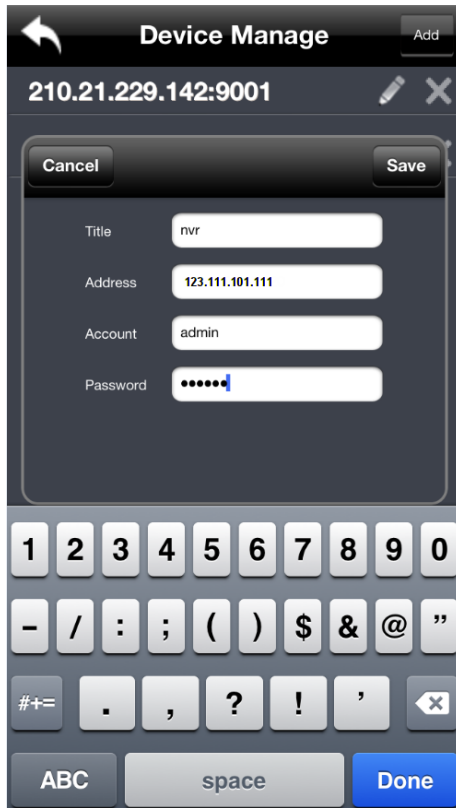 Device Manage Add
210.21.229.142:9001
Cancel Save
Title nvr
Address 123.111.101.111
Account admin
Password ••••••
1 2 3 4 5 6 7 8 9 0
- / : ; ( ) $ & @ ”
#+= . , ? ! ’
ABC space Done